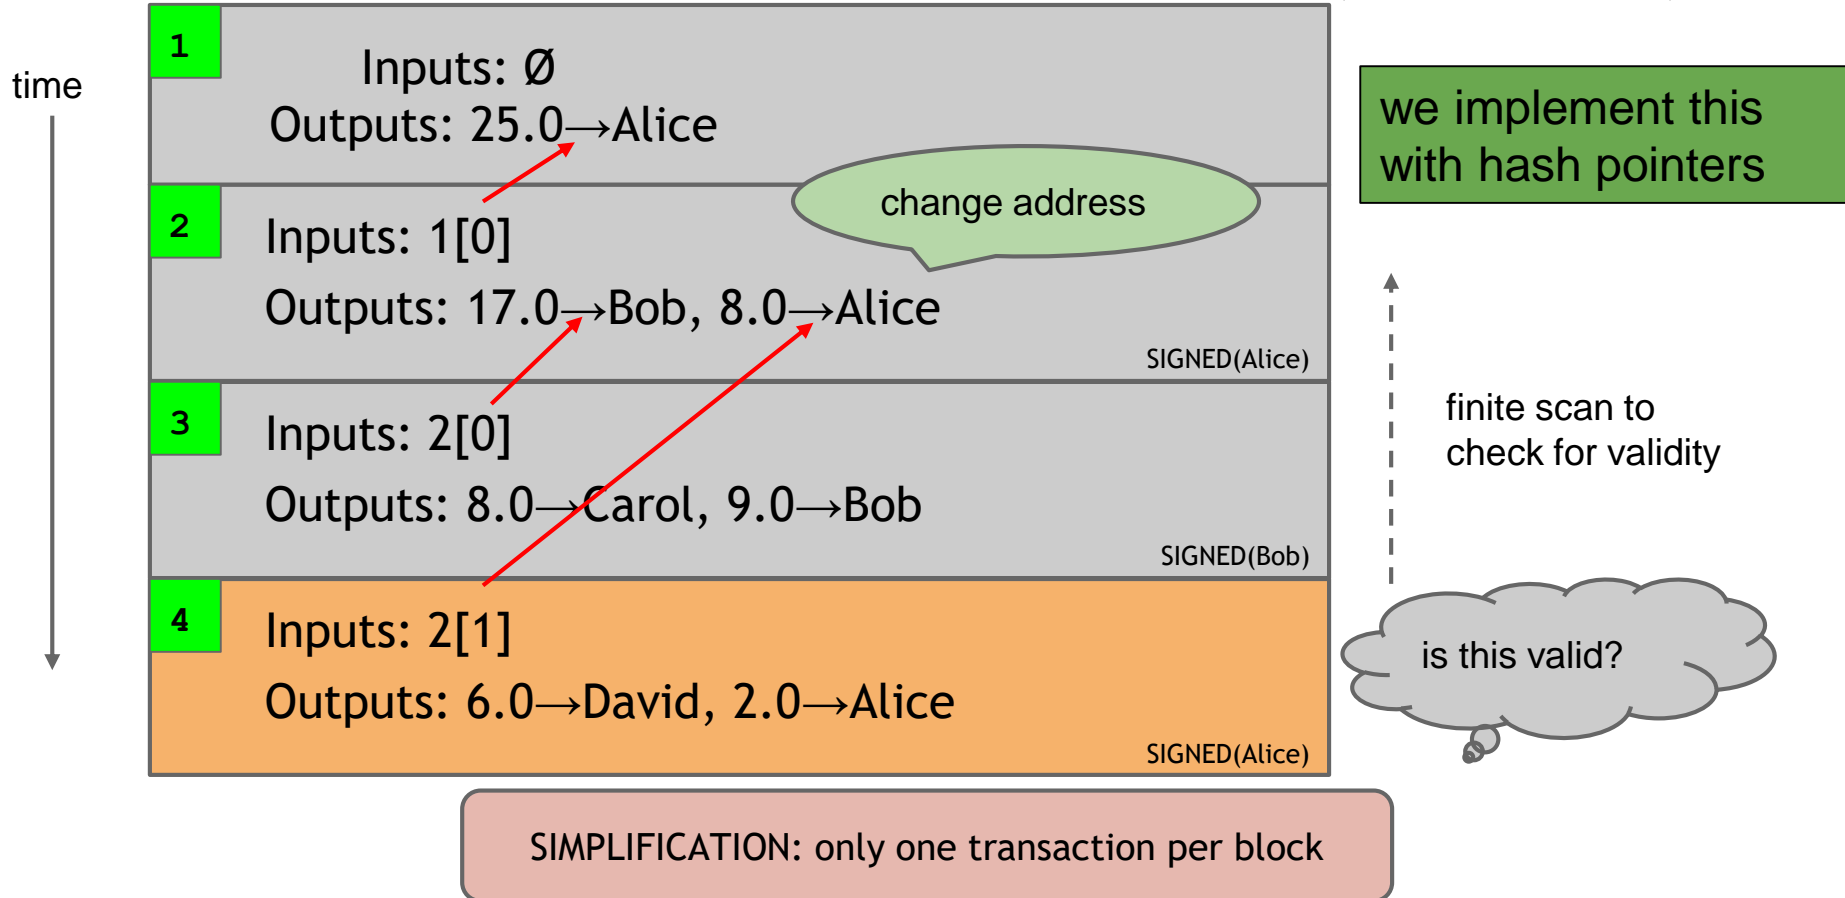 time
1
Inputs: Ø
Outputs: 25.0→Alice
2
Inputs: 1[0]
change address
Outputs: 17.0→Bob, 8.0→Alice
SIGNED(Alice)
3
Inputs: 2[0]
Outputs: 8.0→Carol, 9.0→Bob
SIGNED(Bob)
4
Inputs: 2[1]
Outputs: 6.0→David, 2.0→Alice
SIGNED(Alice)
we implement this
with hash pointers
finite scan to
check for validity
is this valid?
SIMPLIFICATION: only one transaction per block